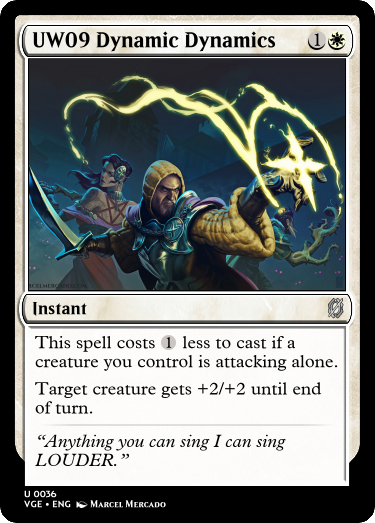 UW09 Dynamic Dynamics 1
Instant
This spell costs 1 less to cast if a
creature you control is attacking alone.
Target creature gets +2/+2 until end
of turn.
“Anything you can sing I can sing
LOUDER.”
U 0036
VGE • ENG Marcel Mercado